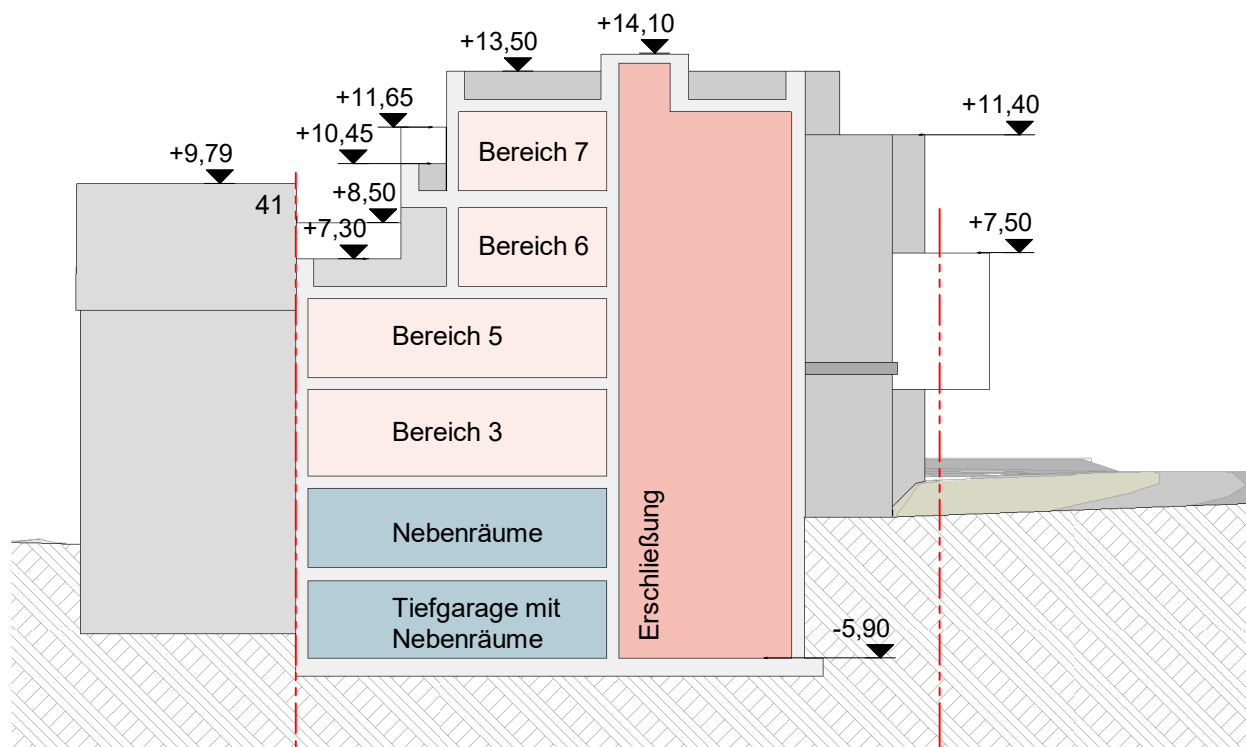 +14,10
+13,50
+11,65
+11,40
+10,45
+9,79
Bereich 7
41
+8,50
+7,30
Bereich 6
+7,50
Bereich 5
Bereich 3
Nebenräume
Erschließung
Tiefgarage mit
Nebenräume
-5,90